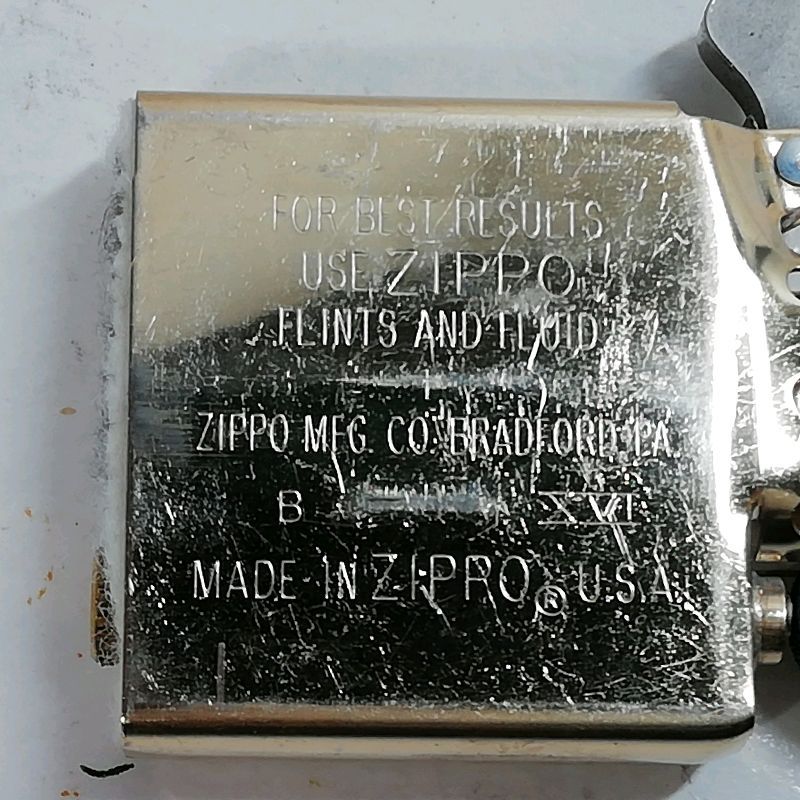 FOR BEST RESULTS
USE ZIPPO
FLINTS AND FLUID
ZIPPO MFG. CO. BRADFORD, PA.
B XVI
MADE IN ZIPPO® U.S.A.